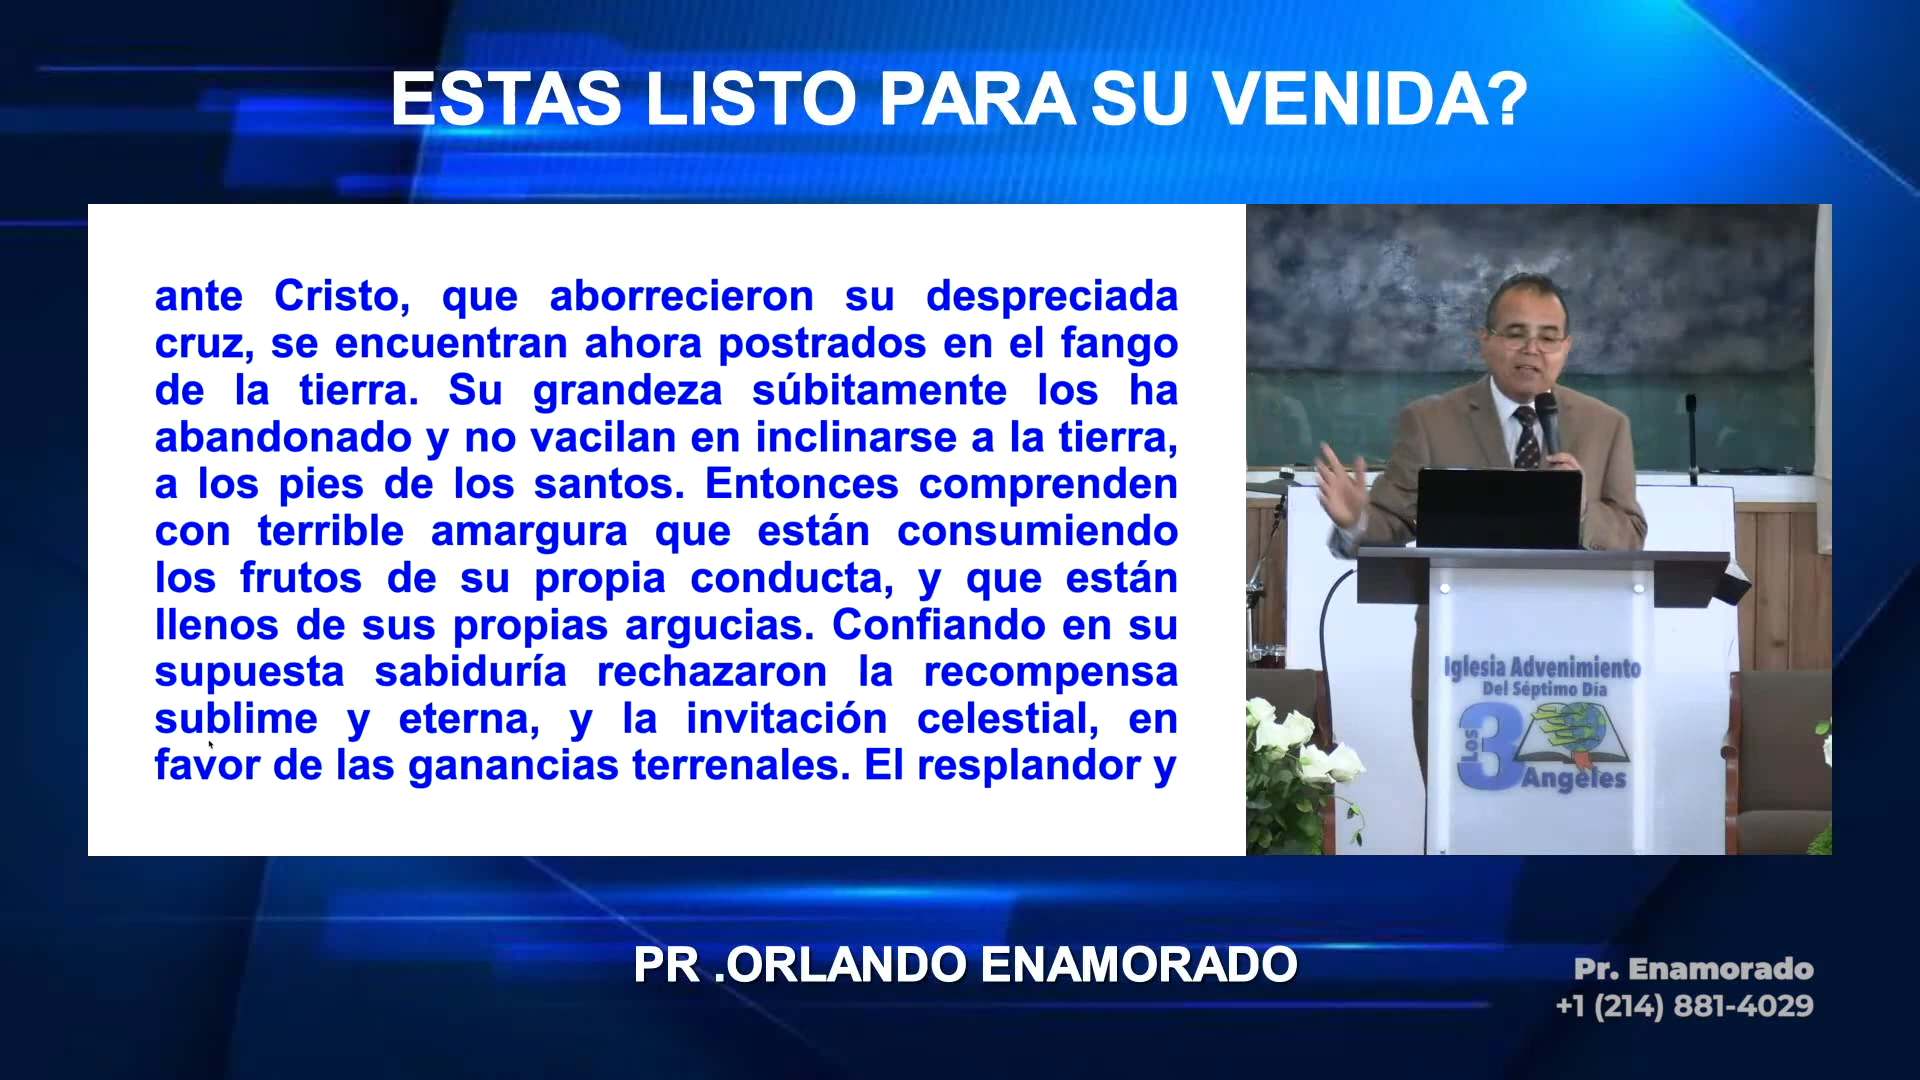 ESTAS LISTO PARA SU VENIDA?
ante Cristo, que aborrecieron su despreciada
cruz, se encuentran ahora postrados en el fango
de la tierra. Su grandeza súbitamente los ha
abandonado y no vacilan en inclinarse a la tierra,
a los pies de los santos. Entonces comprenden
con terrible amargura que están consumiendo
los frutos de su propia conducta, y que están
llenos de sus propias argucias. Confiando en su
supuesta sabiduría rechazaron la recompensa
sublime y eterna, y la invitación celestial, en
favor de las ganancias terrenales. El resplandor y
Iglesia Advenimiento
Del Séptimo Día
Los 3
Angeles
PR .ORLANDO ENAMORADO
Pr. Enamorado
+1 (214) 881-4029